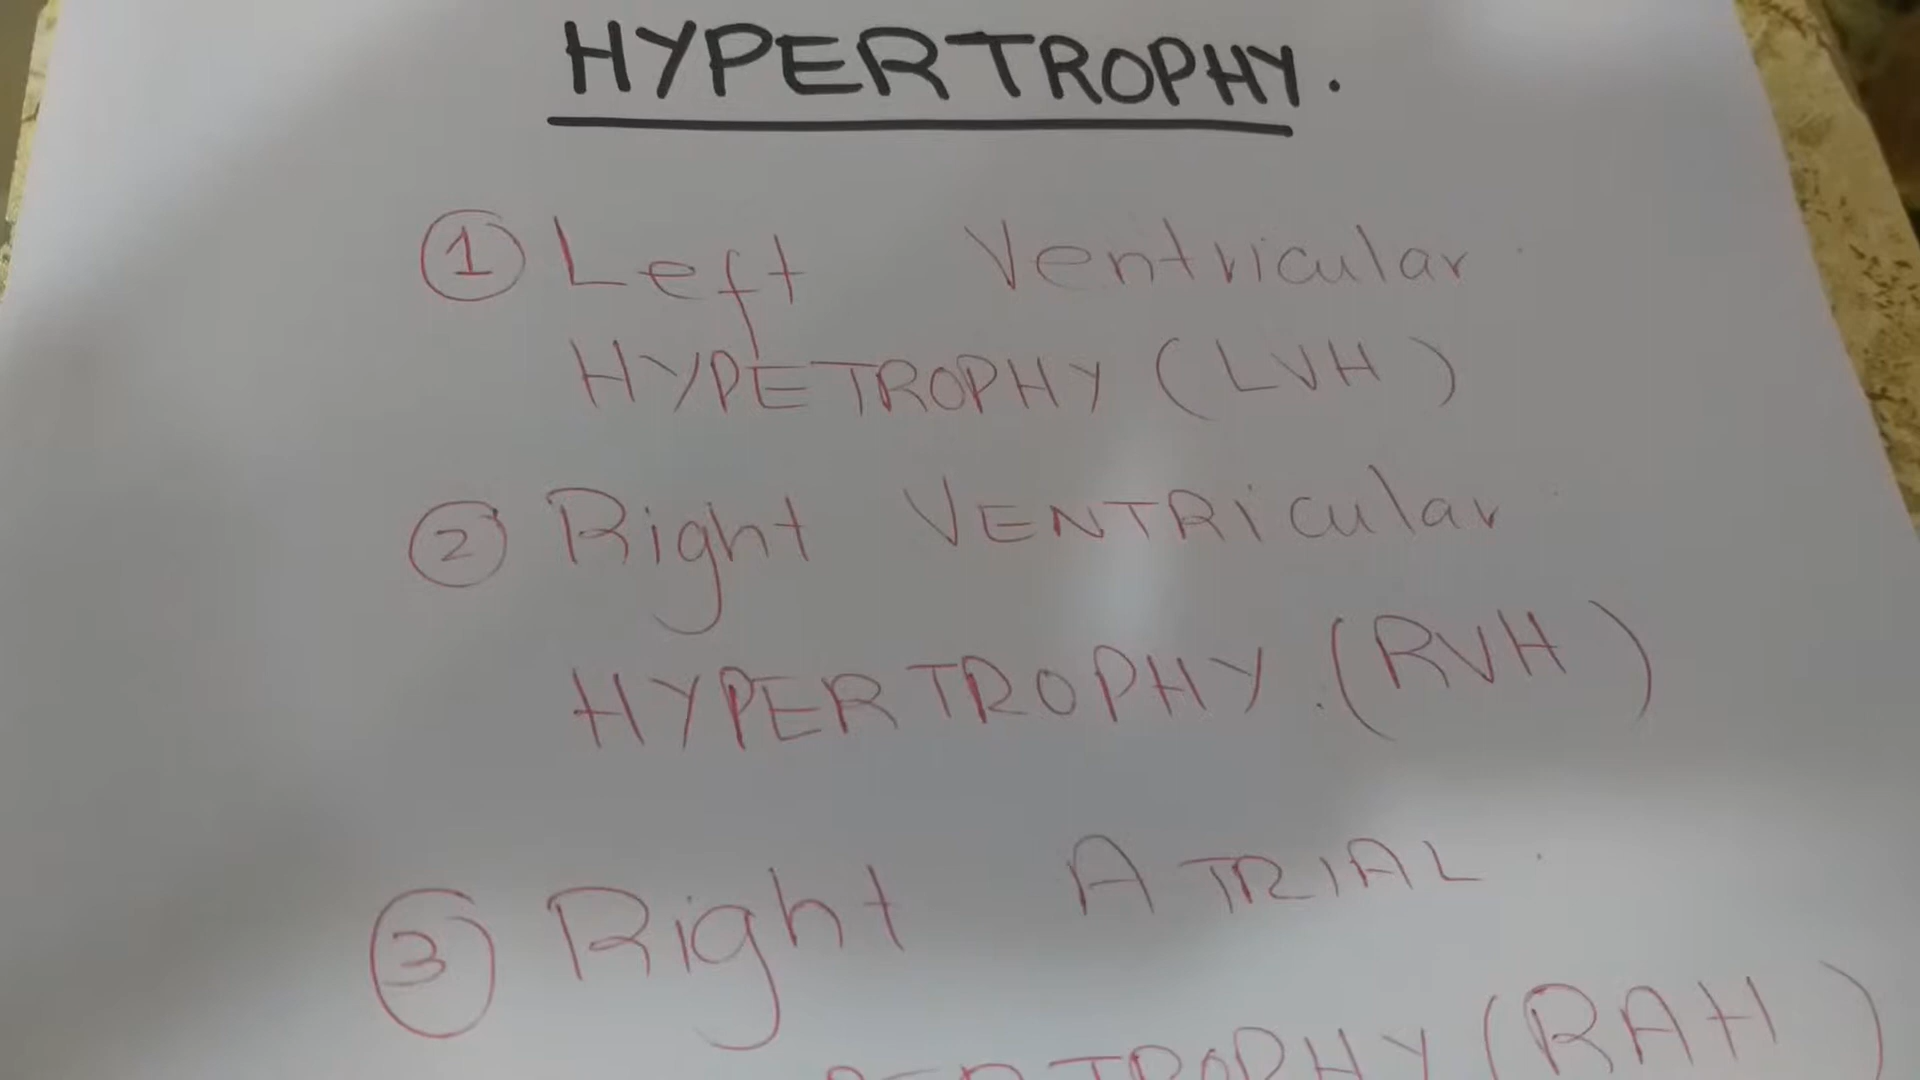 HYPERTROPHY.
1 Left Ventricular
HYPETROPHY (LVH)
2 Right VENTRicular
HYPERTROPHY. (RVH)
3 Right ATRIAL
(RAH)